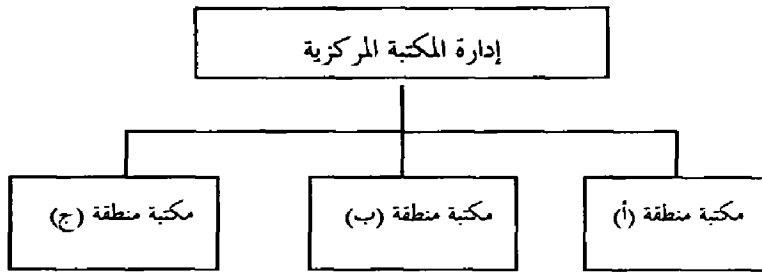 إدارة المكتبة المركزية
مكتبة منطقة (أ)
مكتبة منطقة (ب)
مكتبة منطقة (ج)